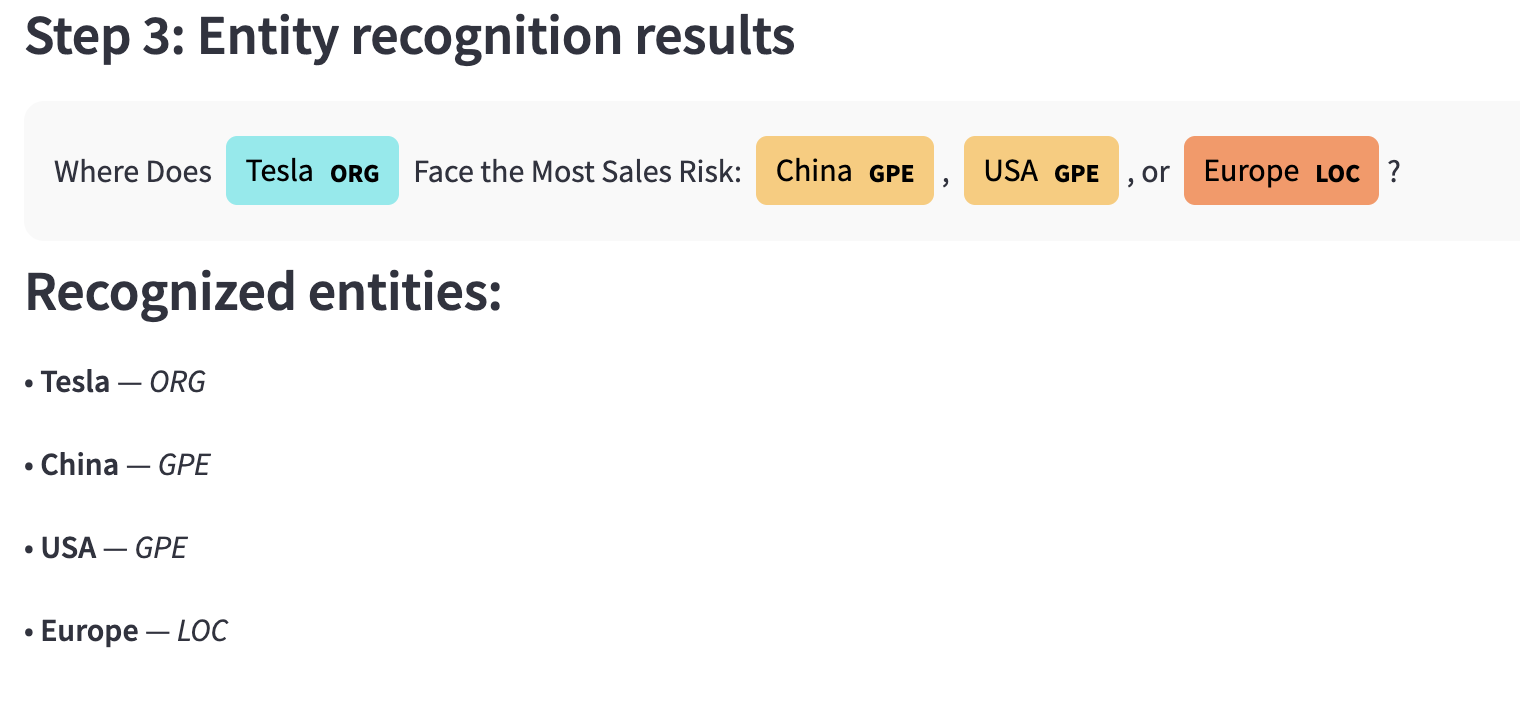 Step 3: Entity recognition results
Where Does Tesla ORG Face the Most Sales Risk: China GPE , USA GPE , or Europe LOC ?
Recognized entities:
• Tesla — ORG
• China — GPE
• USA — GPE
• Europe — LOC